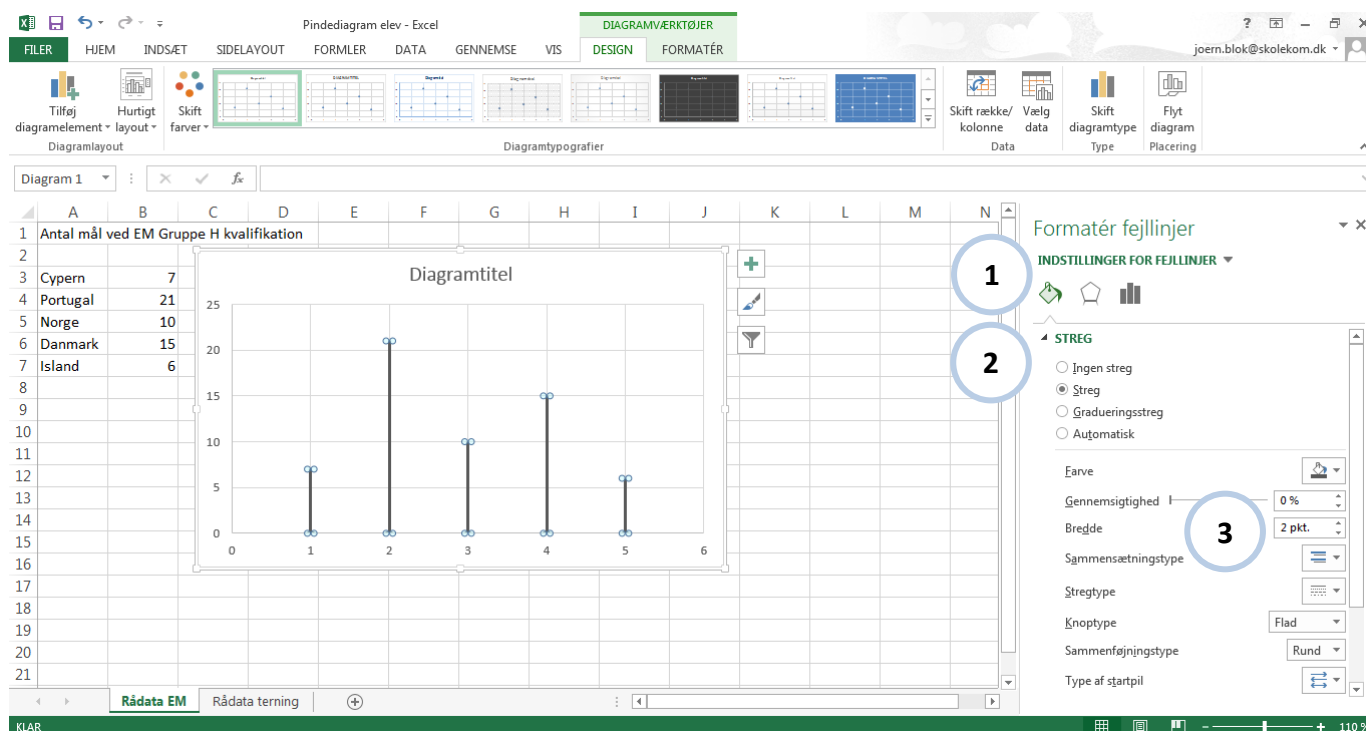 Pindediagram elev - Excel
DIAGRAMVÆRKTØJER
?
FILER HJEM INDSÆT SIDELAYOUT FORMLER DATA GENNEMSE VIS DESIGN FORMATÉR
joern.blok@skolekom.dk
Tilføj diagramelement
Hurtigt layout
Skift farver
Skift række/ kolonne
Vælg data
Skift diagramtype
Flyt diagram
Diagramlayout
Diagramtypografier
Data
Type
Placering
Diagram 1
fx
A B C D E F G H I J K L M N
1 Antal mål ved EM Gruppe H kvalifikation
2
3 Cypern 7
4 Portugal 21
5 Norge 10
6 Danmark 15
7 Island 6
8
9
10
11
12
13
14
15
16
17
18
19
20
21
Diagramtitel
25
20
15
10
5
0
0 1 2 3 4 5 6
Formatér fejllinjer
1
INDSTILLINGER FOR FEJLLINJER
2
STREG
Ingen streg
Streg
Gradueringsstreg
Automatisk
Farve
Gennemsigtighed 0 %
3
Bredde 2 pkt.
Sammensætningstype
Stregtype
Knoptype Flad
Sammenføjningstype Rund
Type af startpil
Rådata EM Rådata terning
KLAR
110 %